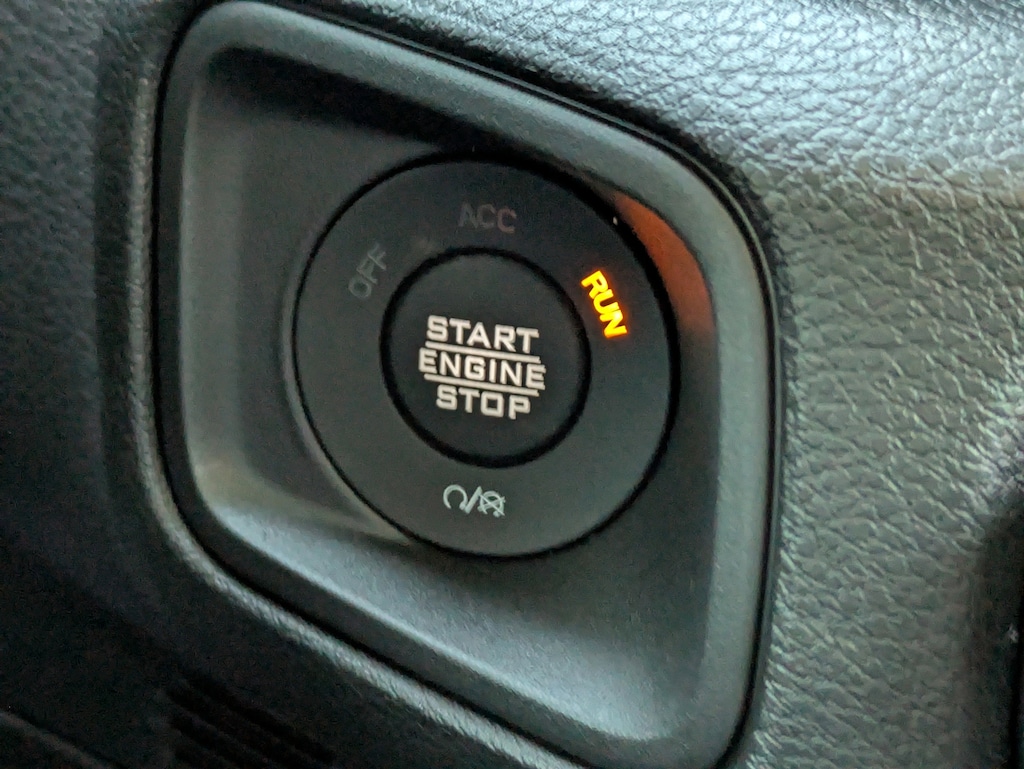 ACC
OFF
RUN
START
ENGINE
STOP